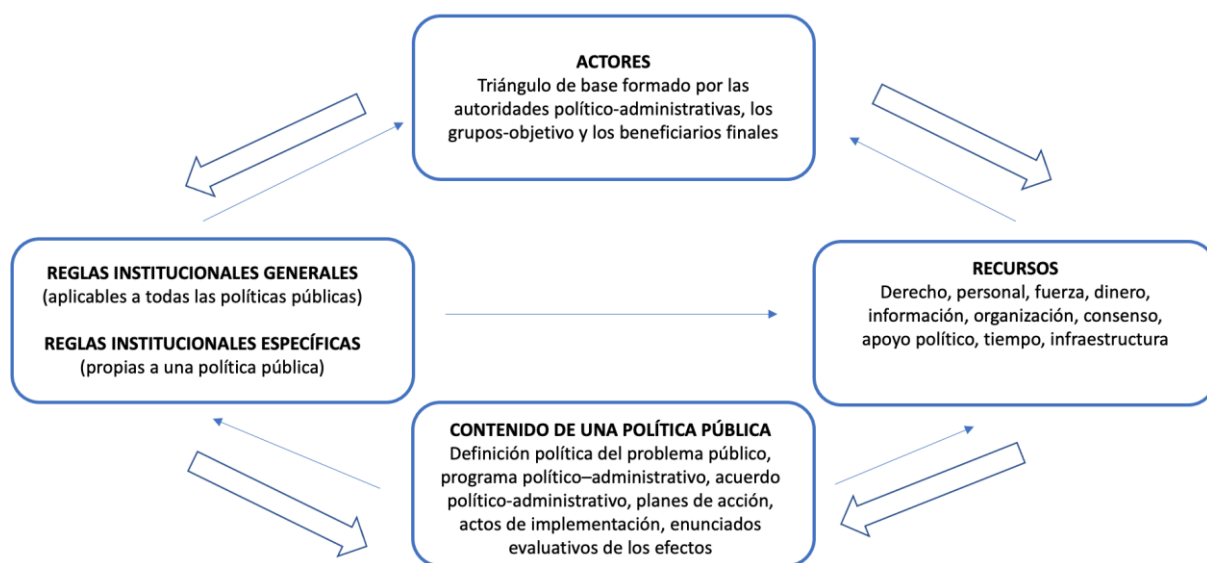 ACTORES
Triángulo de base formado por las
autoridades político-administrativas, los
grupos-objetivo y los beneficiarios finales
REGLAS INSTITUCIONALES GENERALES
(aplicables a todas las políticas públicas)
REGLAS INSTITUCIONALES ESPECÍFICAS
(propias a una política pública)
RECURSOS
Derecho, personal, fuerza, dinero,
información, organización, consenso,
apoyo político, tiempo, infraestructura
CONTENIDO DE UNA POLÍTICA PÚBLICA
Definición política del problema público,
programa político–administrativo, acuerdo
político-administrativo, planes de acción,
actos de implementación, enunciados
evaluativos de los efectos